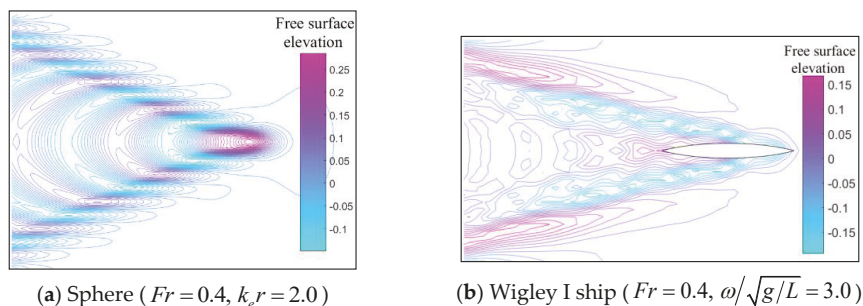 Free surface
elevation
0.25
0.2
0.15
0.1
0.05
0
-0.05
-0.1
(a) Sphere ( Fr = 0.4, kₑr = 2.0 )
Free surface
elevation
0.15
0.1
0.05
0
-0.05
-0.1
-0.15
(b) Wigley I ship ( Fr = 0.4, ω/√g/L = 3.0 )